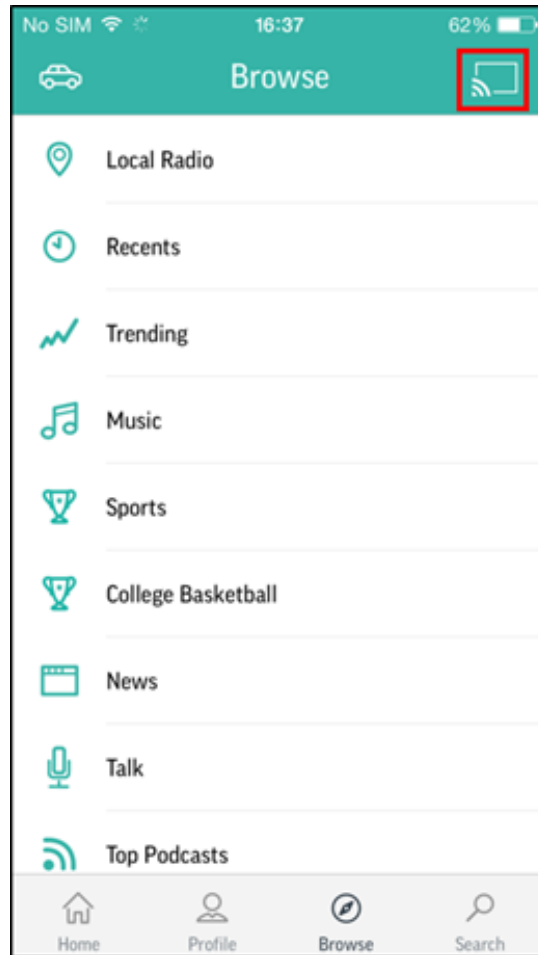 No SIM 16:37 62%
Browse
Local Radio
Recents
Trending
Music
Sports
College Basketball
News
Talk
Top Podcasts
Home Profile Browse Search